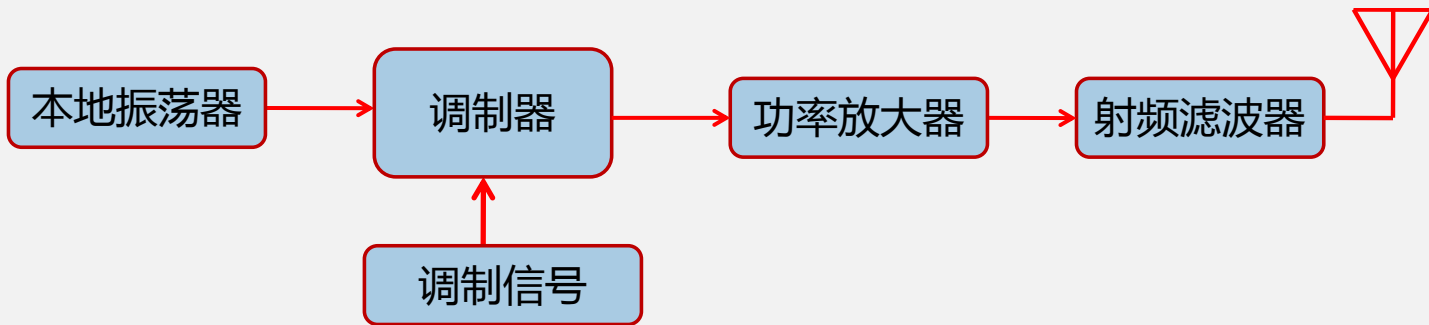 本地振荡器
调制器
功率放大器
射频滤波器
调制信号